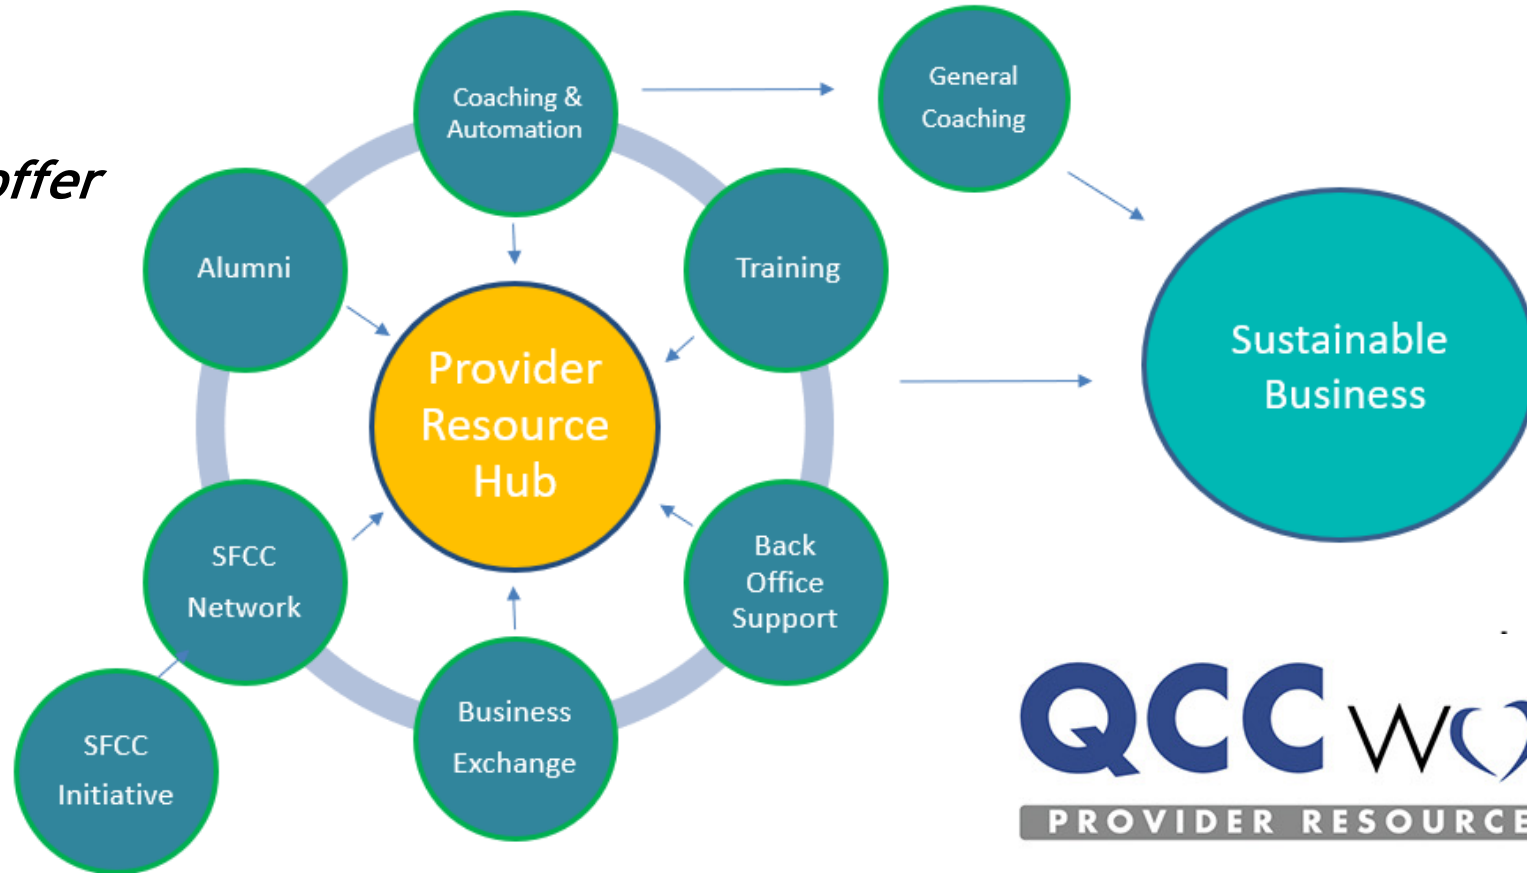 offer
Coaching &
Automation
General
Coaching
Alumni
Training
Sustainable
Business
Provider
Resource
Hub
SFCC
Network
Back
Office
Support
Business
Exchange
SFCC
Initiative
QCC
PROVIDER RESOURCE